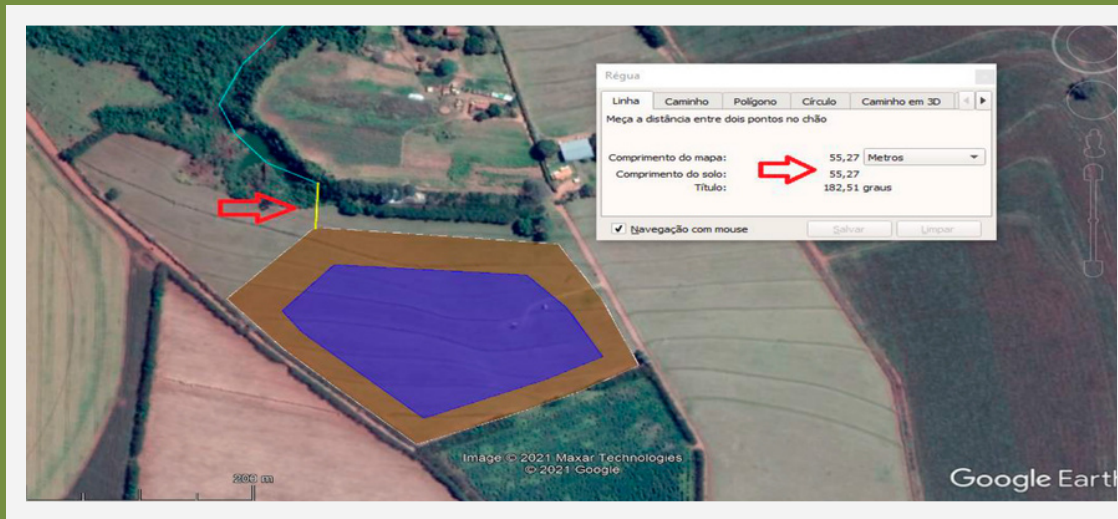 Régua
Linha Caminho Polígono Círculo Caminho em 3D
Meça a distância entre dois pontos no chão
Comprimento do mapa: 55,27 Metros
Comprimento do solo: 55,27
Título: 182,51 graus
Navegação com mouse Salvar Limpar
Image © 2021 Maxar Technologies
© 2021 Google
200 m
Google Earth